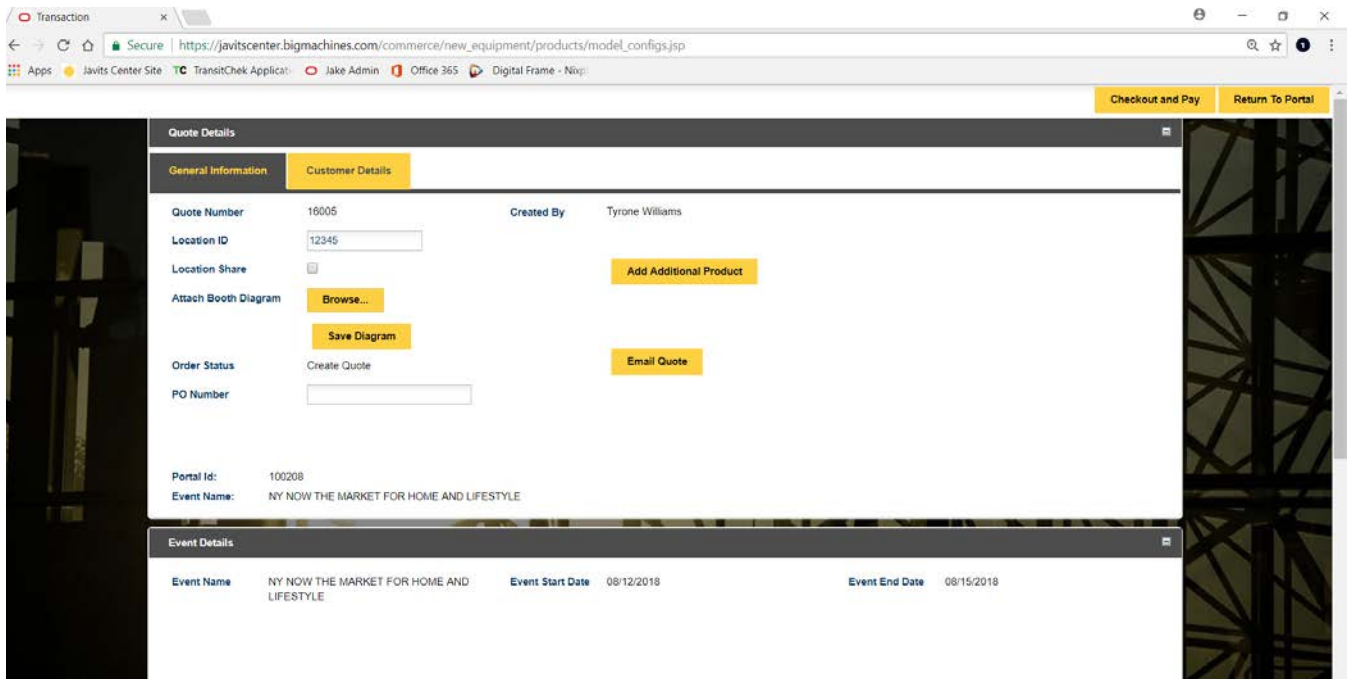 Transaction
Secure https://javitscenter.bigmachines.com/commerce/new_equipment/products/model_configs.jsp
Apps Javits Center Site TC TransitChek Applicat Jake Admin Office 365 Digital Frame - Nixp
Checkout and Pay Return To Portal
Quote Details
General Information Customer Details
Quote Number 16005 Created By Tyrone Williams
Location ID 12345
Location Share
Add Additional Product
Attach Booth Diagram Browse...
Save Diagram
Order Status Create Quote
Email Quote
PO Number
Portal Id: 100208
Event Name: NY NOW THE MARKET FOR HOME AND LIFESTYLE
Event Details
Event Name NY NOW THE MARKET FOR HOME AND Event Start Date 08/12/2018 Event End Date 08/15/2018
LIFESTYLE